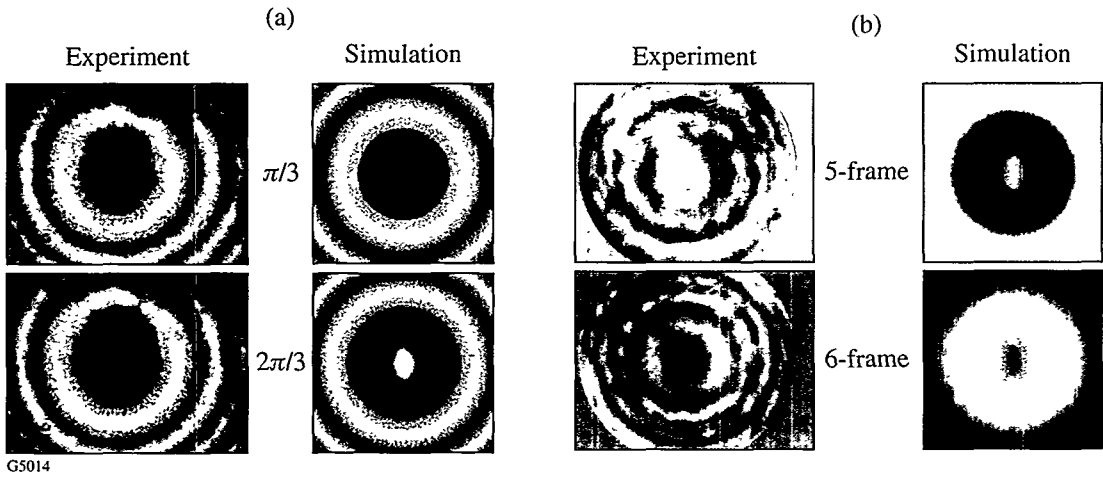 (a)
Experiment
Simulation
π/3
2π/3
(b)
Experiment
Simulation
5-frame
6-frame
G5014